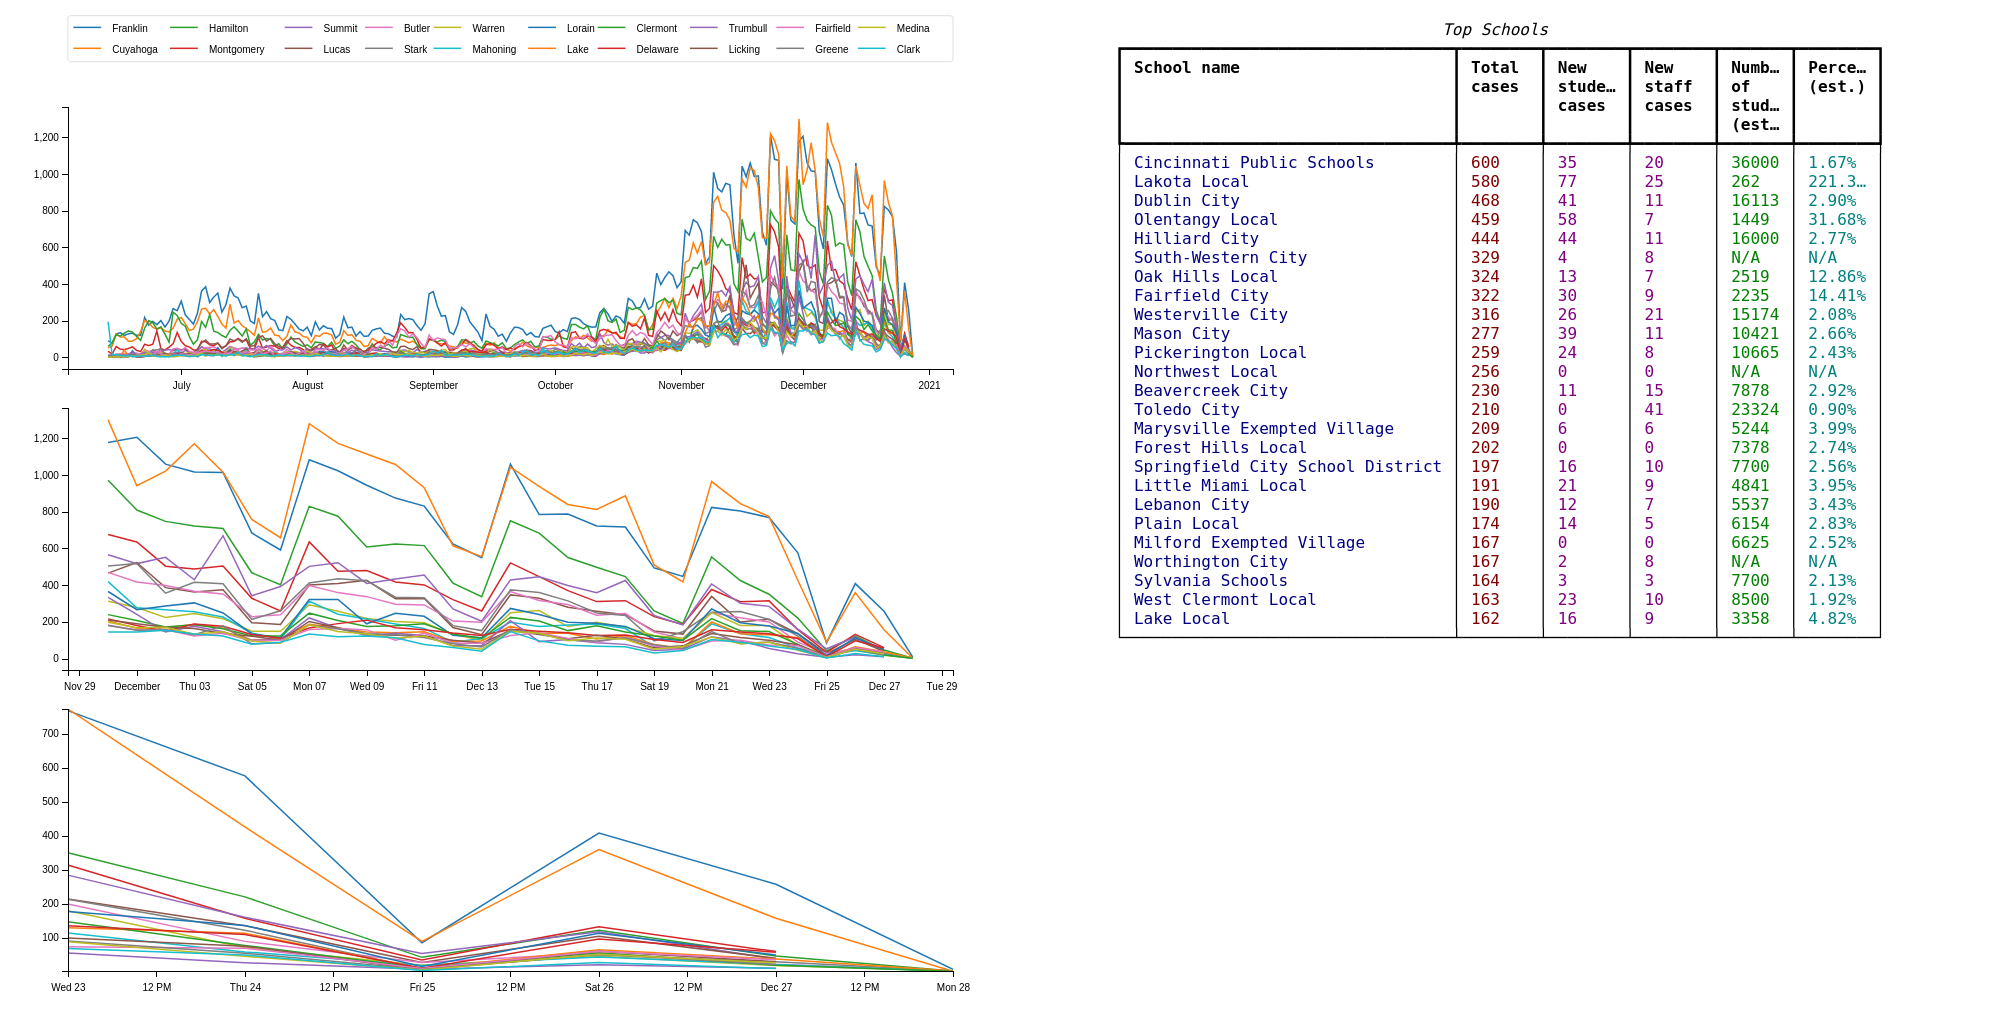 Franklin Hamilton Summit Butler Warren Lorain Clermont Trumbull Fairfield Medina
Cuyahoga Montgomery Lucas Stark Mahoning Lake Delaware Licking Greene Clark
1,200
1,000
800
600
400
200
0
July August September October November December 2021
1,200
1,000
800
600
400
200
0
Nov 29 December Thu 03 Sat 05 Mon 07 Wed 09 Fri 11 Dec 13 Tue 15 Thu 17 Sat 19 Mon 21 Wed 23 Fri 25 Dec 27 Tue 29
700
600
500
400
300
200
100
Wed 23 12 PM Thu 24 12 PM Fri 25 12 PM Sat 26 12 PM Dec 27 12 PM Mon 28
Top Schools
School name Total New New Numb… Perce…
cases stude… staff of (est.)
cases cases stud…
(est…
Cincinnati Public Schools 600 35 20 36000 1.67%
Lakota Local 580 77 25 262 221.3…
Dublin City 468 41 11 16113 2.90%
Olentangy Local 459 58 7 1449 31.68%
Hilliard City 444 44 11 16000 2.77%
South-Western City 329 4 8 N/A N/A
Oak Hills Local 324 13 7 2519 12.86%
Fairfield City 322 30 9 2235 14.41%
Westerville City 316 26 21 15174 2.08%
Mason City 277 39 11 10421 2.66%
Pickerington Local 259 24 8 10665 2.43%
Northwest Local 256 0 0 N/A N/A
Beavercreek City 230 11 15 7878 2.92%
Toledo City 210 0 41 23324 0.90%
Marysville Exempted Village 209 6 6 5244 3.99%
Forest Hills Local 202 0 0 7378 2.74%
Springfield City School District 197 16 10 7700 2.56%
Little Miami Local 191 21 9 4841 3.95%
Lebanon City 190 12 7 5537 3.43%
Plain Local 174 14 5 6154 2.83%
Milford Exempted Village 167 0 0 6625 2.52%
Worthington City 167 2 8 N/A N/A
Sylvania Schools 164 3 3 7700 2.13%
West Clermont Local 163 23 10 8500 1.92%
Lake Local 162 16 9 3358 4.82%